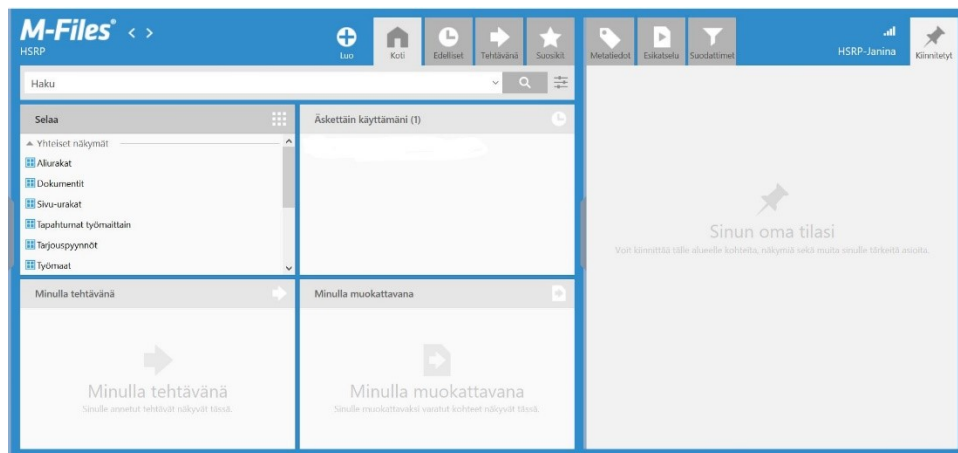 M-Files®
HSRP
Luo
Koti
Edelliset
Tehtävänä
Suosikit
Metatiedot
Esikatselu
Suodattimet
HSRP-Janina
Kiinnitetyt
Haku
Selaa
Yhteiset näkymät
Aliurakat
Dokumentit
Sivu-urakat
Tapahtumat työmaittain
Tarjouspyynnöt
Työmaat
Äskettäin käyttämäni (1)
Minulla tehtävänä
Minulla tehtävänä
Sinulle annetut tehtävät näkyvät tässä.
Minulla muokattavana
Minulla muokattavana
Sinulle muokattavaksi varatut kohteet näkyvät tässä.
Sinun oma tilasi
Voit kiinnittää tälle alueelle kohteita, näkymiä sekä muita sinulle tärkeitä asioita.